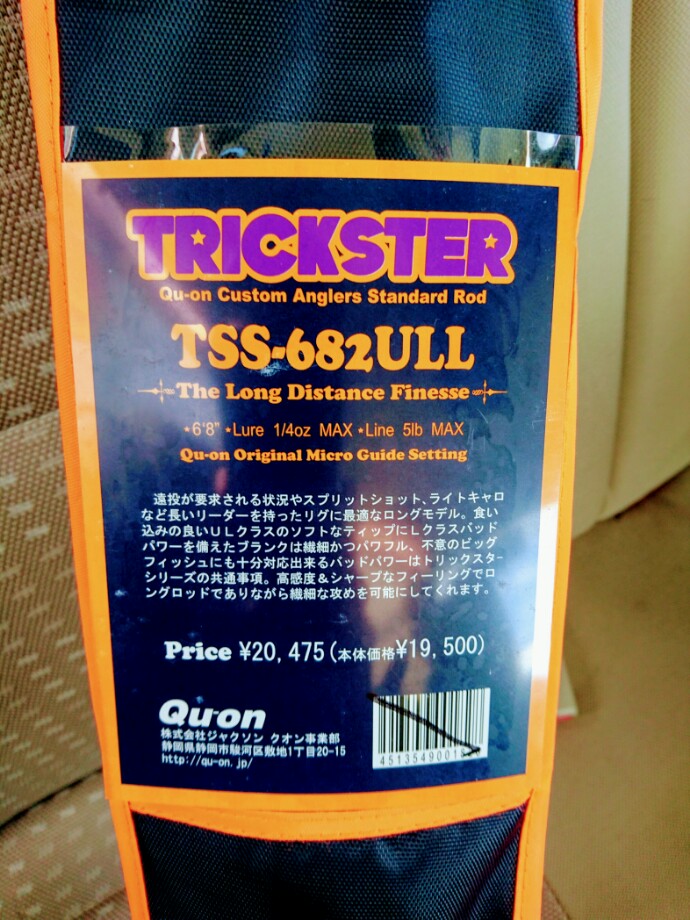 TRICKSTER
Qu-on Custom Anglers Standard Rod
TSS-682ULL
The Long Distance Finesse
★6'8" ★Lure 1/4oz MAX ★Line 5lb MAX
Qu-on Original Micro Guide Setting
遠投が要求される状況やスプリットショット、ライトキャロ
など長いリーダーを持ったリグに最適なロングモデル。食い
込みの良いULクラスのソフトなティップにLクラスバッド
パワーを備えたブランクは繊細かつパワフル、不意のビッグ
フィッシュにも十分対応出来るバッドパワーはトリックスター
シリーズの共通事項。高感度&シャープなフィーリングでロ
ングロッドでありながら繊細な攻めを可能にしてくれます。
Price ¥20,475(本体価格¥19,500)
Qu-on
株式会社ジャクソン クオン事業部
静岡県静岡市駿河区敷地1丁目20-15
http://qu-on.jp/